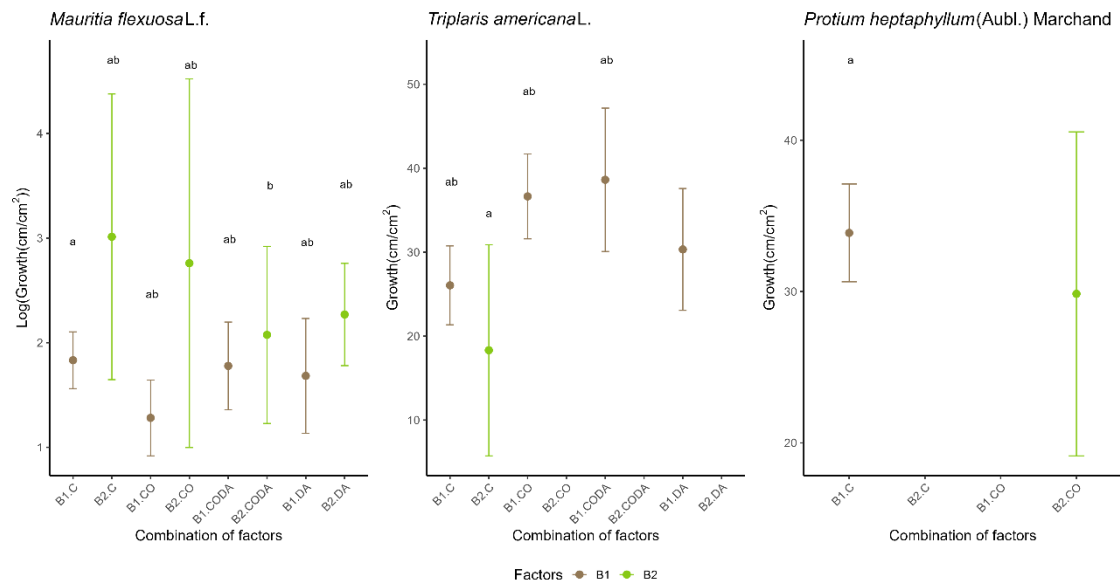 Mauritia flexuosaL.f.
Log(Growth(cm/cm²))
4
3
2
1
a
ab
ab
ab
ab
b
ab
ab
B1.C
B2.C
B1.CO
B2.CO
B1.CODA
B2.CODA
B1.DA
B2.DA
Combination of factors
Triplaris americanaL.
Growth(cm/cm²)
50
40
30
20
10
ab
a
ab
ab
B1.C
B2.C
B1.CO
B2.CO
B1.CODA
B2.CODA
B1.DA
B2.DA
Combination of factors
Protium heptaphyllum(Aubl.) Marchand
Growth(cm/cm²)
40
30
20
a
B1.C
B2.C
B1.CO
B2.CO
Combination of factors
Factors B1 B2